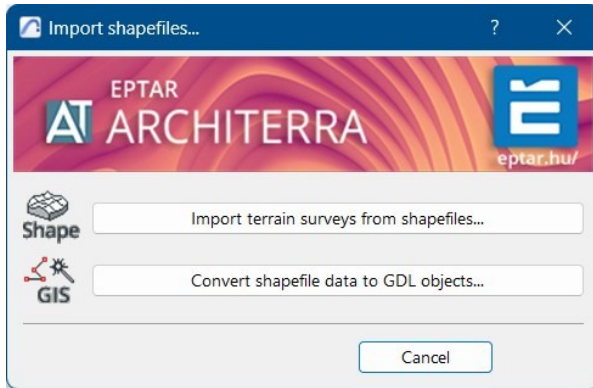 Import shapefiles...
?
EPTAR
AT ARCHITERRA
eptar.hu/
Shape
Import terrain surveys from shapefiles...
GIS
Convert shapefile data to GDL objects...
Cancel